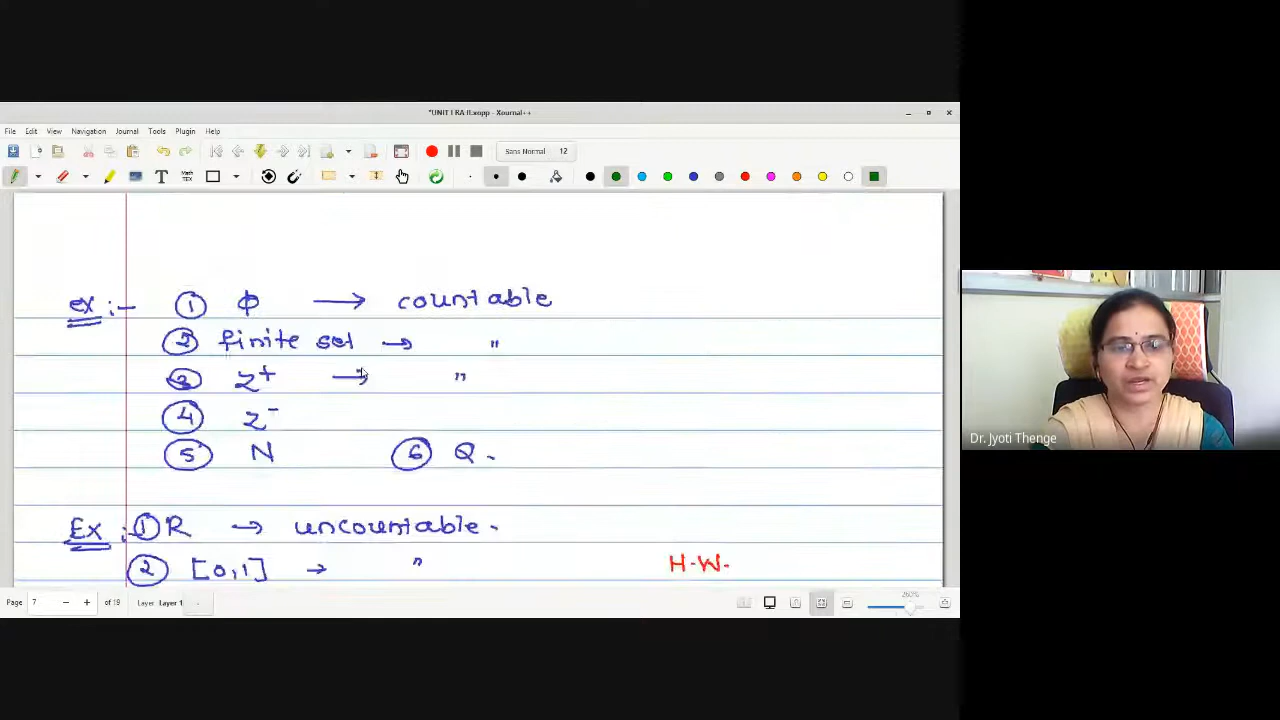 *UNIT I RA II.xopp - Xournal++
File Edit View Navigation Journal Tools Plugin Help
Sans Normal 12
ex :- ① ϕ → countable
② finite set → "
③ Z+ → "
④ Z-
⑤ N ⑥ Q.
Ex :- ① R → uncountable.
② [0,1] → " H.W.
Page 7 of 19 Layer Layer 1 260%
Dr. Jyoti Thenge